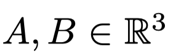 A, B ∈ ℝ³